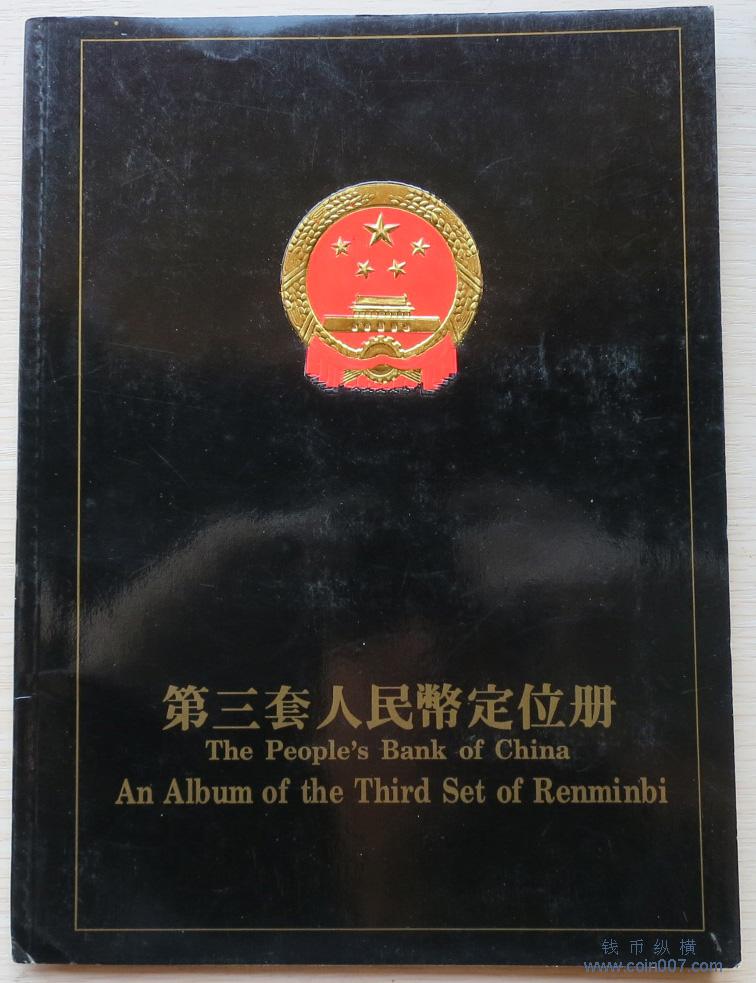 第三套人民幣定位册
The People's Bank of China
An Album of the Third Set of Renminbi
钱币纵横
www.coin007.com